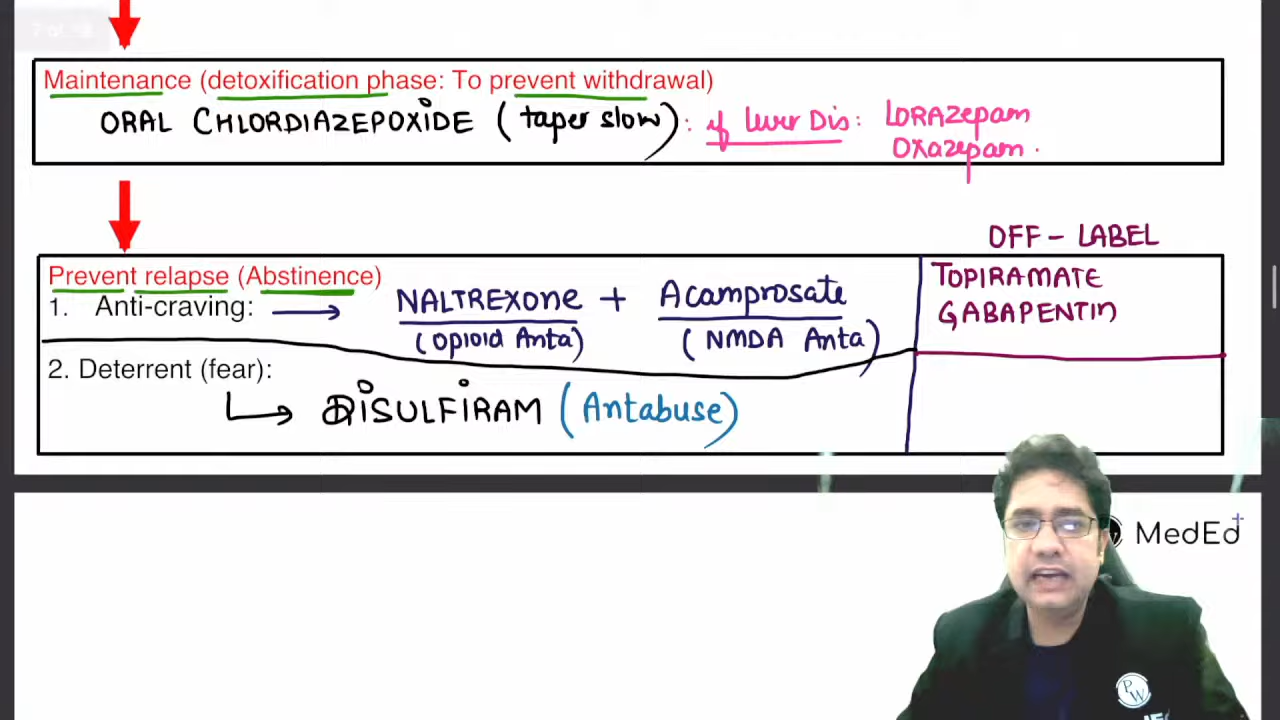 Maintenance (detoxification phase: To prevent withdrawal)
ORAL CHLORDIAZEPOXIDE (taper slow): if liver Dis: LORAZepam
OXazepam.
OFF - LABEL
Prevent relapse (Abstinence)
1. Anti-craving: → NALTREXONE + Acamprosate
(Opioid Anta) (NMDA Anta)
TOPIRAMATE
GABAPENTIN
2. Deterrent (fear):
→ DISULFIRAM (Antabuse)
MedEd
PW